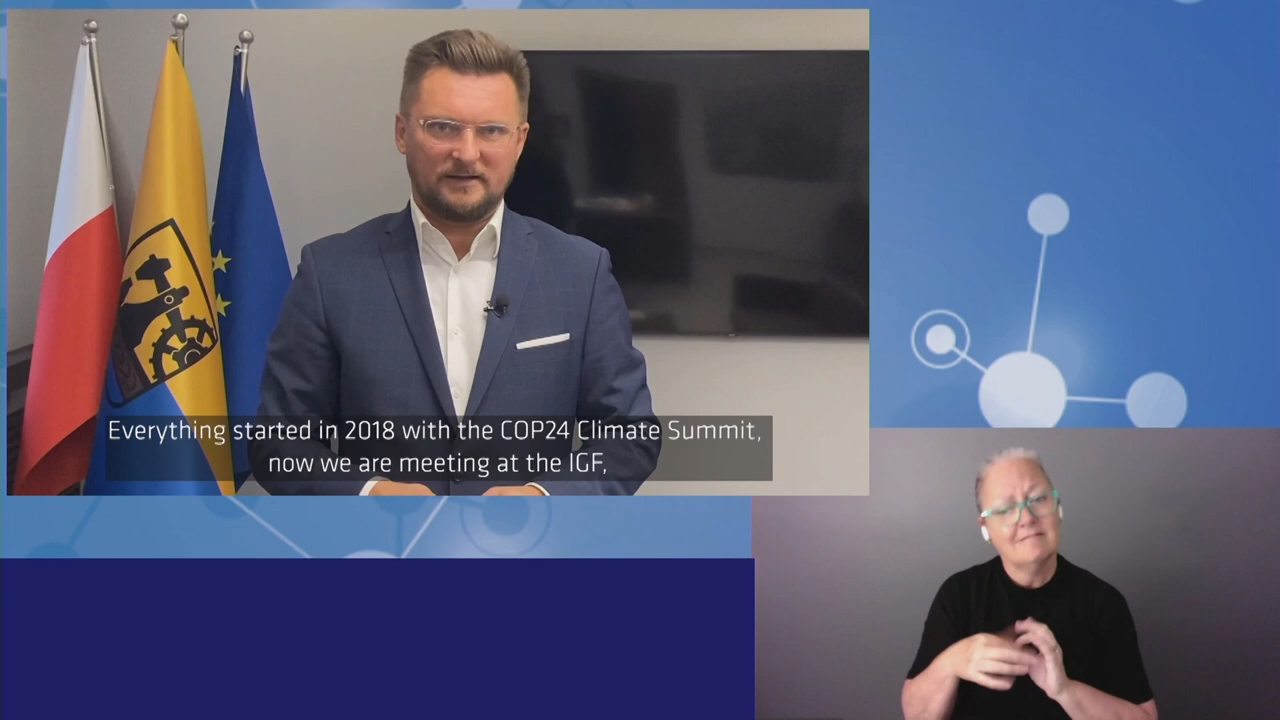 Everything started in 2018 with the COP24 Climate Summit,
now we are meeting at the IGF,